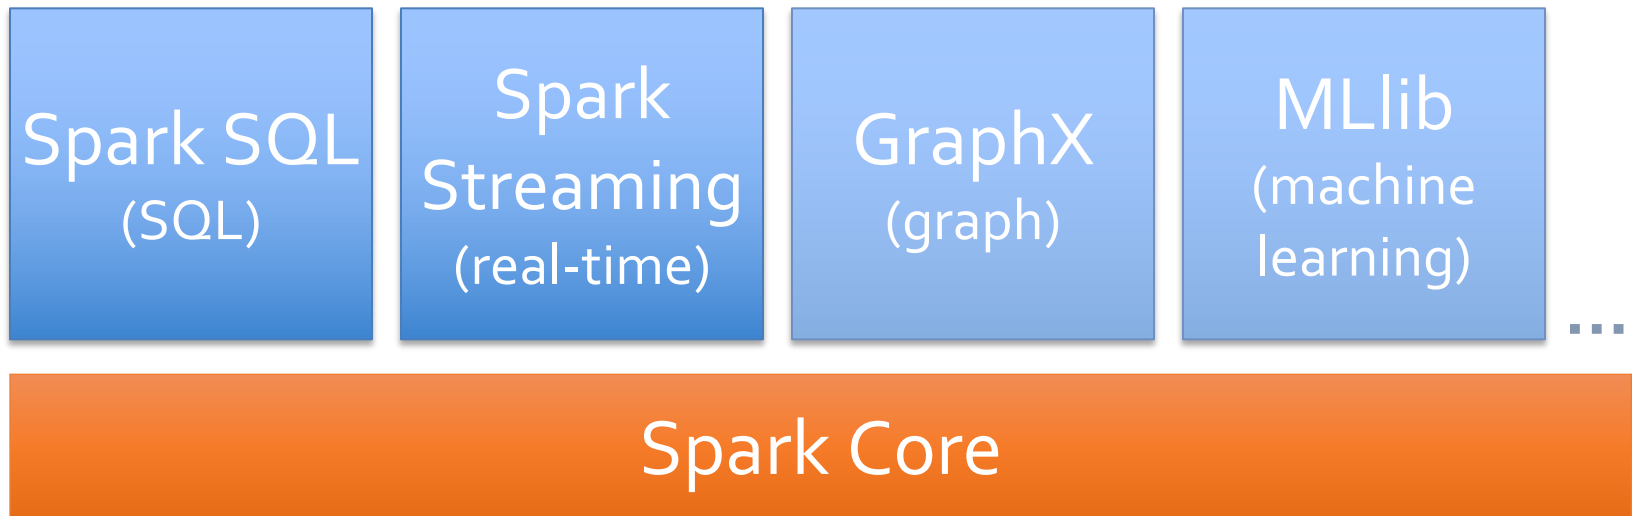 Spark SQL
(SQL)
Spark
Streaming
(real-time)
GraphX
(graph)
MLlib
(machine
learning)
...
Spark Core